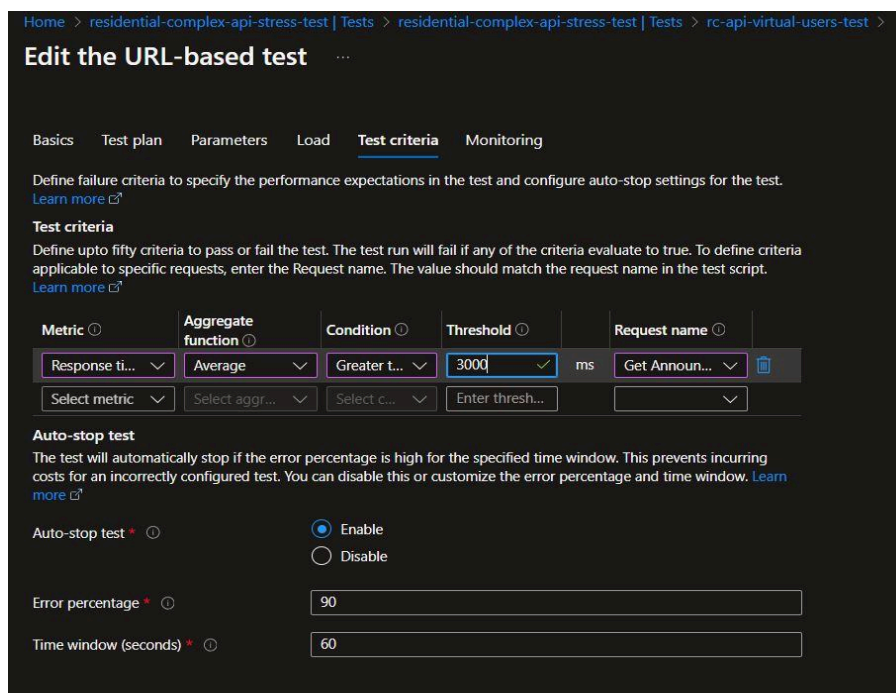 Home > residential-complex-api-stress-test | Tests > residential-complex-api-stress-test | Tests > rc-api-virtual-users-test >
Edit the URL-based test ...
Basics Test plan Parameters Load Test criteria Monitoring
Define failure criteria to specify the performance expectations in the test and configure auto-stop settings for the test.
Learn more
Test criteria
Define upto fifty criteria to pass or fail the test. The test run will fail if any of the criteria evaluate to true. To define criteria
applicable to specific requests, enter the Request name. The value should match the request name in the test script.
Learn more
Metric Aggregate function Condition Threshold Request name
Response ti... Average Greater t... 3000 ms Get Announ...
Select metric Select aggr... Select c... Enter thresh...
Auto-stop test
The test will automatically stop if the error percentage is high for the specified time window. This prevents incurring
costs for an incorrectly configured test. You can disable this or customize the error percentage and time window. Learn
more
Auto-stop test * Enable
Disable
Error percentage * 90
Time window (seconds) * 60